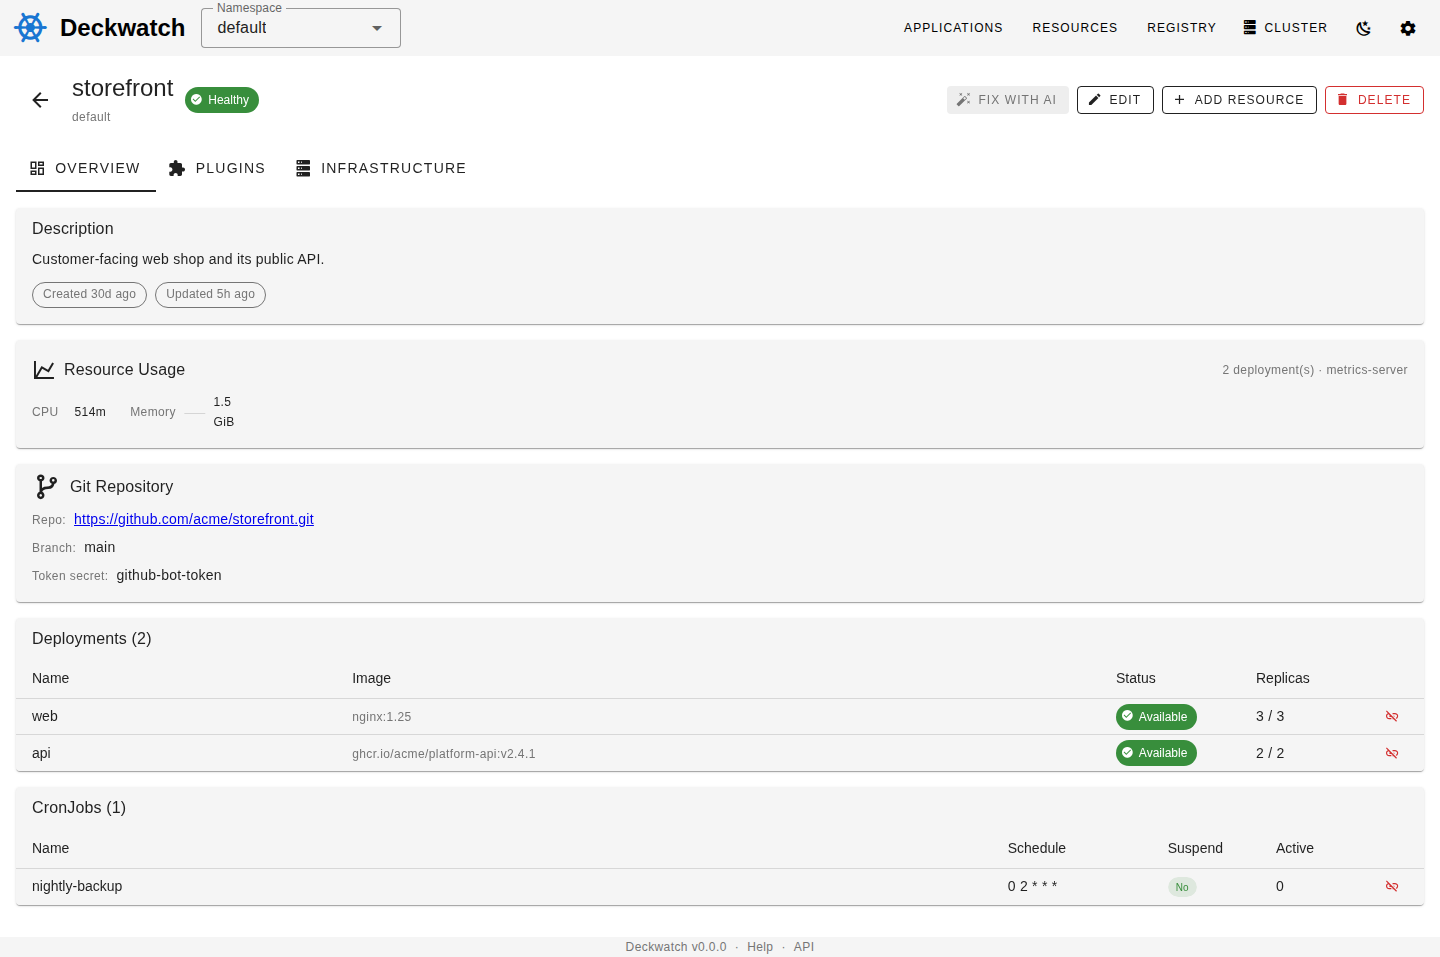 Deckwatch
Namespace
default
APPLICATIONS
RESOURCES
REGISTRY
CLUSTER
storefront
Healthy
default
FIX WITH AI
EDIT
ADD RESOURCE
DELETE
OVERVIEW
PLUGINS
INFRASTRUCTURE
Description
Customer-facing web shop and its public API.
Created 30d ago
Updated 5h ago
Resource Usage
2 deployment(s) · metrics-server
CPU 514m Memory 1.5
GiB
Git Repository
Repo: https://github.com/acme/storefront.git
Branch: main
Token secret: github-bot-token
Deployments (2)
Name Image Status Replicas
web nginx:1.25 Available 3 / 3
api ghcr.io/acme/platform-api:v2.4.1 Available 2 / 2
CronJobs (1)
Name Schedule Suspend Active
nightly-backup 0 2 * * * No 0
Deckwatch v0.0.0 · Help · API